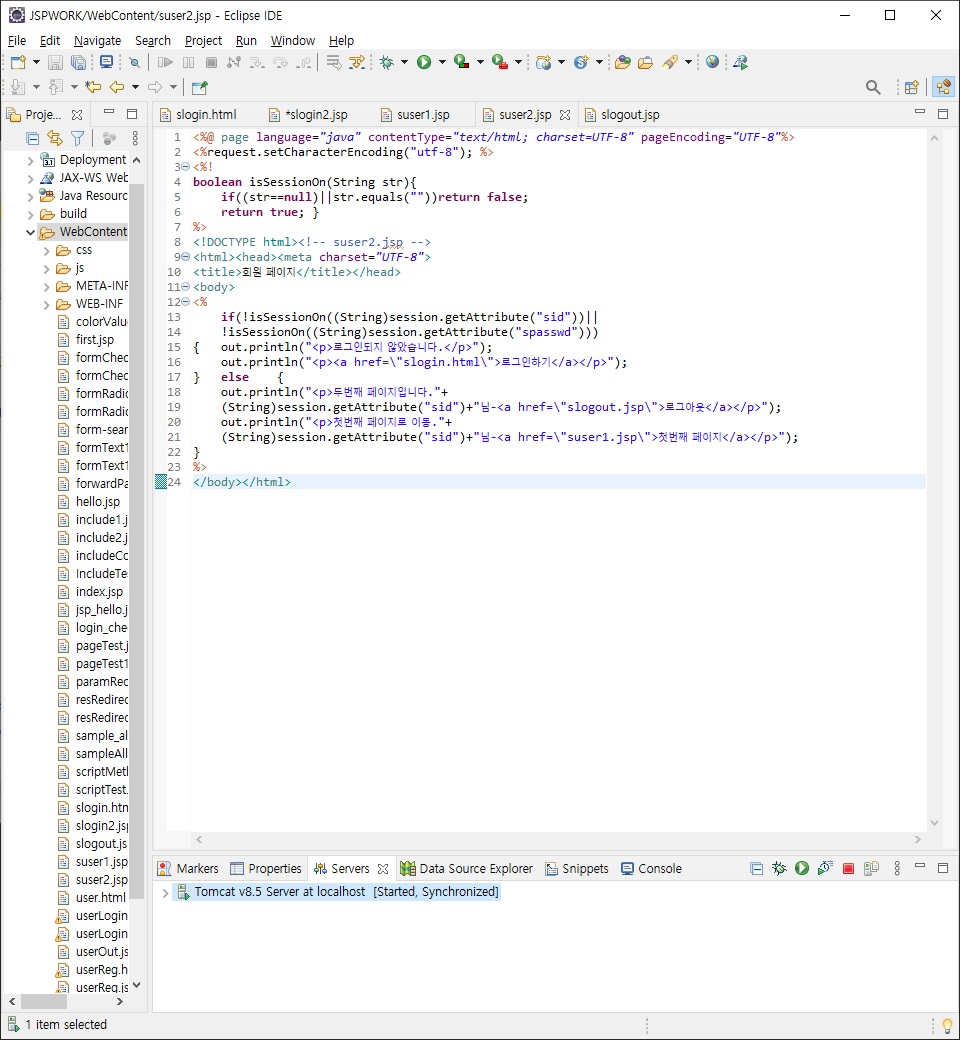 JSPWORK/WebContent/suser2.jsp - Eclipse IDE
File Edit Navigate Search Project Run Window Help
Proje...
slogin.html *slogin2.jsp suser1.jsp suser2.jsp slogout.jsp
Deployment
JAX-WS Web
Java Resourc
build
WebContent
css
js
META-INF
WEB-INF
colorValu
first.jsp
formChec
formChec
formRadio
formRadio
form-sear
formText1
formText1
forwardPa
hello.jsp
include1.j
include2.j
includeCo
IncludeTe
index.jsp
jsp_hello.j
login_che
pageTest.j
pageTest1
paramRec
resRedirec
resRedirec
sample_al
sampleAll
scriptMet
scriptTest.
slogin.htm
slogin2.jsp
slogout.js
suser1.jsp
suser2.jsp
user.html
userLogin
userLogin
userOut.js
userReg.h
userReg.js
1 <%@ page language="java" contentType="text/html; charset=UTF-8" pageEncoding="UTF-8"%>
2 <%request.setCharacterEncoding("utf-8"); %>
3 <%!
4 boolean isSessionOn(String str){
5 if((str==null)||str.equals(""))return false;
6 return true; }
7 %>
8 <!DOCTYPE html><!-- suser2.jsp -->
9 <html><head><meta charset="UTF-8">
10 <title>회원 페이지</title></head>
11 <body>
12 <%
13 if(!isSessionOn((String)session.getAttribute("sid"))||
14 !isSessionOn((String)session.getAttribute("spasswd")))
15 { out.println("<p>로그인되지 않았습니다.</p>");
16 out.println("<p><a href=\"slogin.html\">로그인하기</a></p>");
17 } else {
18 out.println("<p>두번째 페이지입니다."+
19 (String)session.getAttribute("sid")+"님-<a href=\"slogout.jsp\">로그아웃</a></p>");
20 out.println("<p>첫번째 페이지로 이동."+
21 (String)session.getAttribute("sid")+"님-<a href=\"suser1.jsp\">첫번째 페이지</a></p>");
22 }
23 %>
24 </body></html>
Markers Properties Servers Data Source Explorer Snippets Console
Tomcat v8.5 Server at localhost [Started, Synchronized]
1 item selected